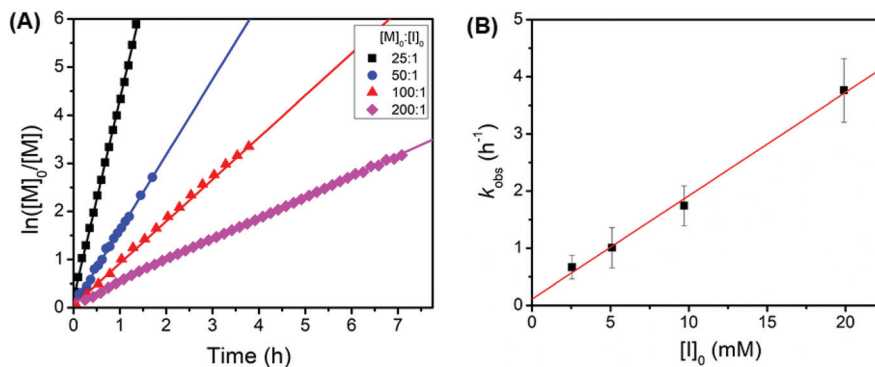 (A)
ln([M]₀/[M])
6
5
4
3
2
1
0
0 1 2 3 4 5 6 7
Time (h)
[M]₀:[I]₀
25:1
50:1
100:1
200:1
(B)
k_obs (h⁻¹)
5
4
3
2
1
0
0 5 10 15 20
[I]₀ (mM)